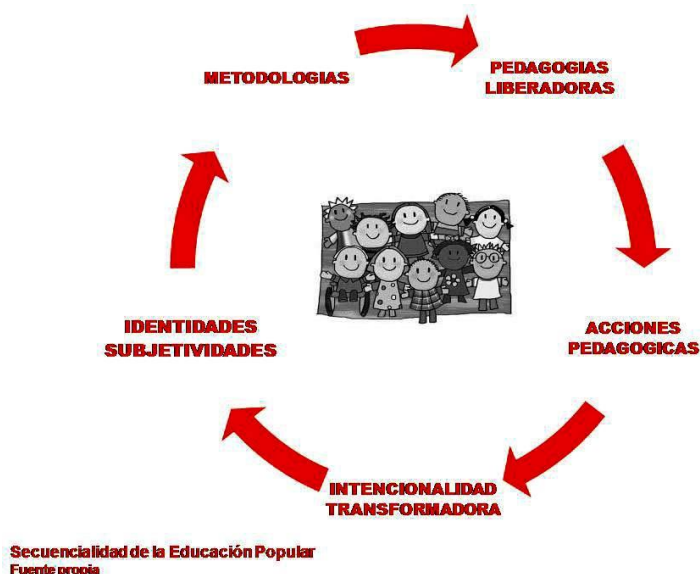 METODOLOGIAS
PEDAGOGIAS
LIBERADORAS
ACCIONES
PEDAGOGICAS
INTENCIONALIDAD
TRANSFORMADORA
IDENTIDADES
SUBJETIVIDADES
Secuencialidad de la Educación Popular
Fuente propia